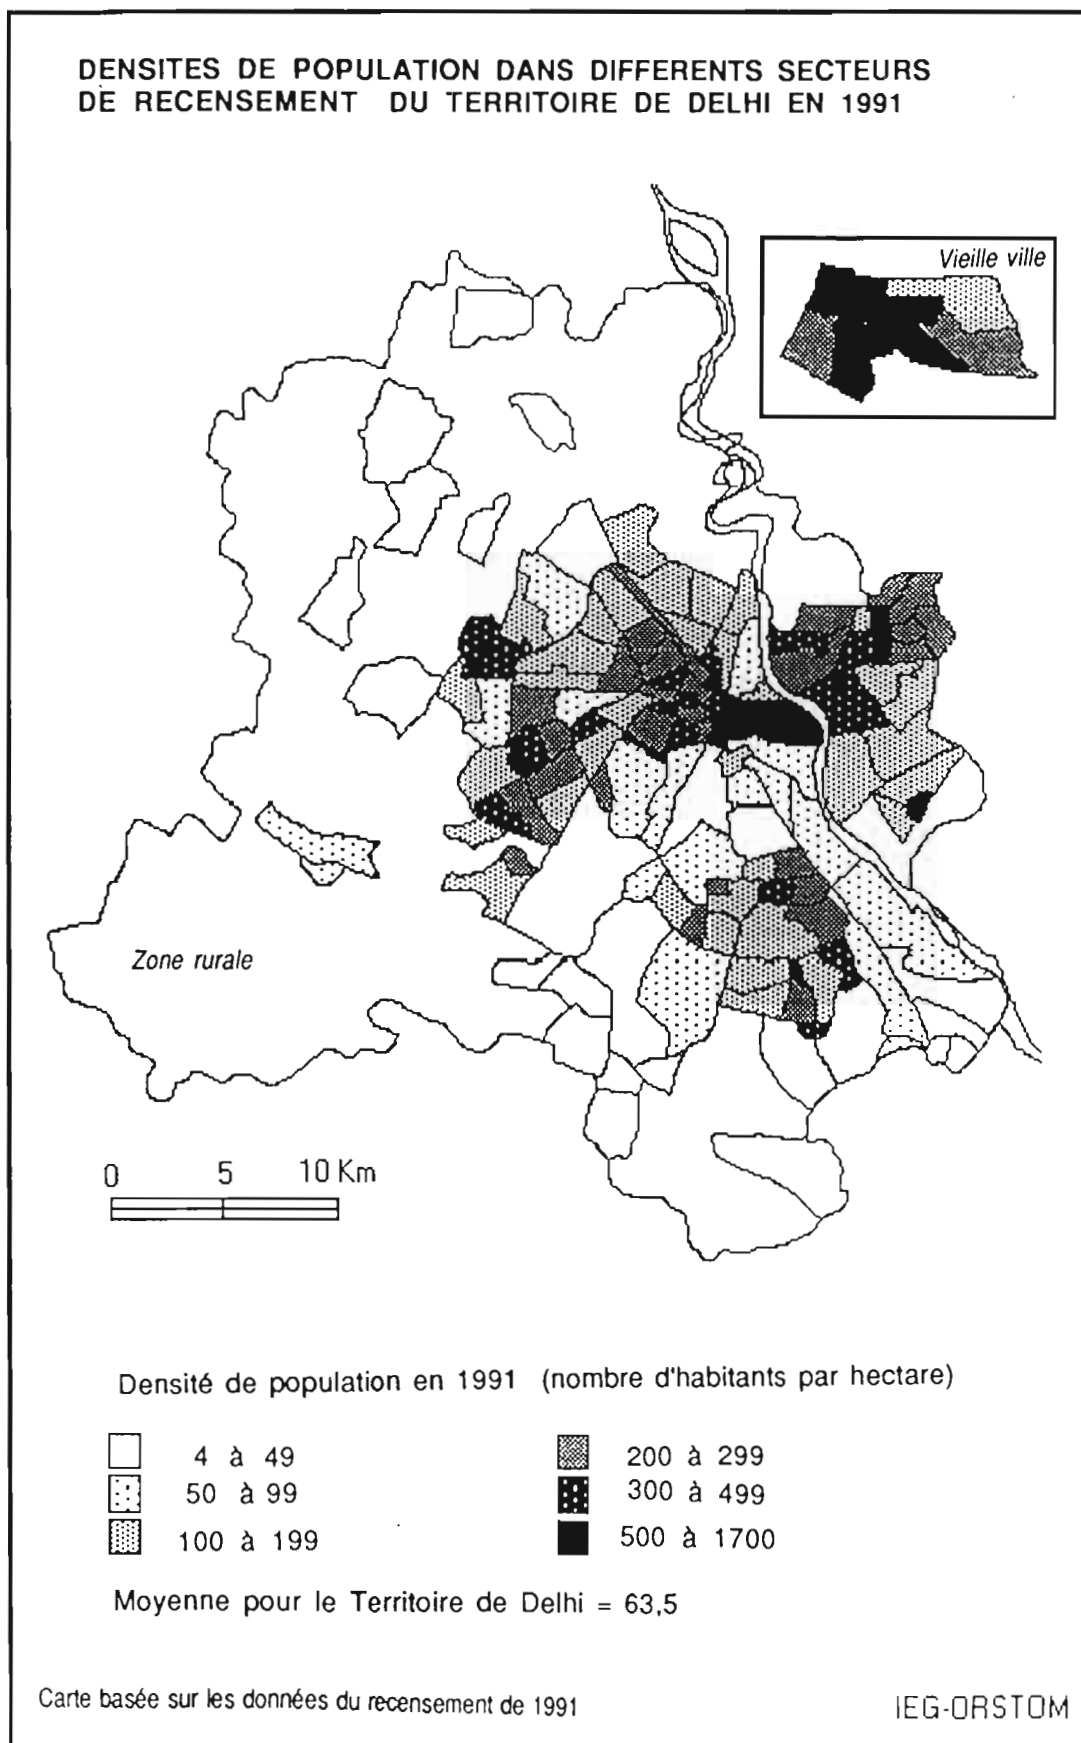 DENSITES DE POPULATION DANS DIFFERENTS SECTEURS
DE RECENSEMENT DU TERRITOIRE DE DELHI EN 1991
Vieille ville
Zone rurale
0 5 10 Km
Densité de population en 1991 (nombre d'habitants par hectare)
4 à 49
50 à 99
100 à 199
200 à 299
300 à 499
500 à 1700
Moyenne pour le Territoire de Delhi = 63,5
Carte basée sur les données du recensement de 1991
IEG-ORSTOM